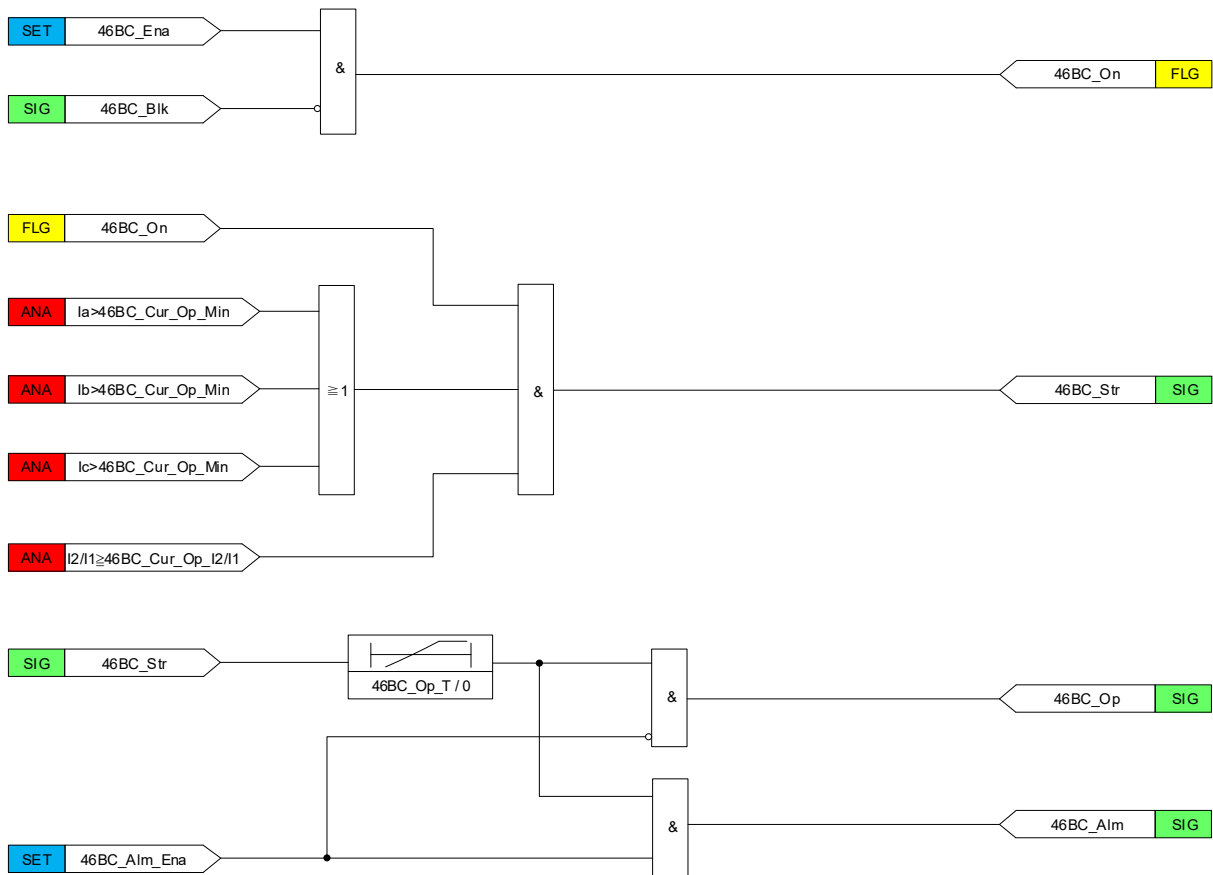 SET 46BC_Ena
&
46BC_On FLG
SIG 46BC_Blk
FLG 46BC_On
ANA Ia>46BC_Cur_Op_Min
ANA Ib>46BC_Cur_Op_Min
≧1
&
46BC_Str SIG
ANA Ic>46BC_Cur_Op_Min
ANA I2/I1≧46BC_Cur_Op_I2/I1
SIG 46BC_Str
46BC_Op_T / 0
&
46BC_Op SIG
&
46BC_Alm SIG
SET 46BC_Alm_Ena